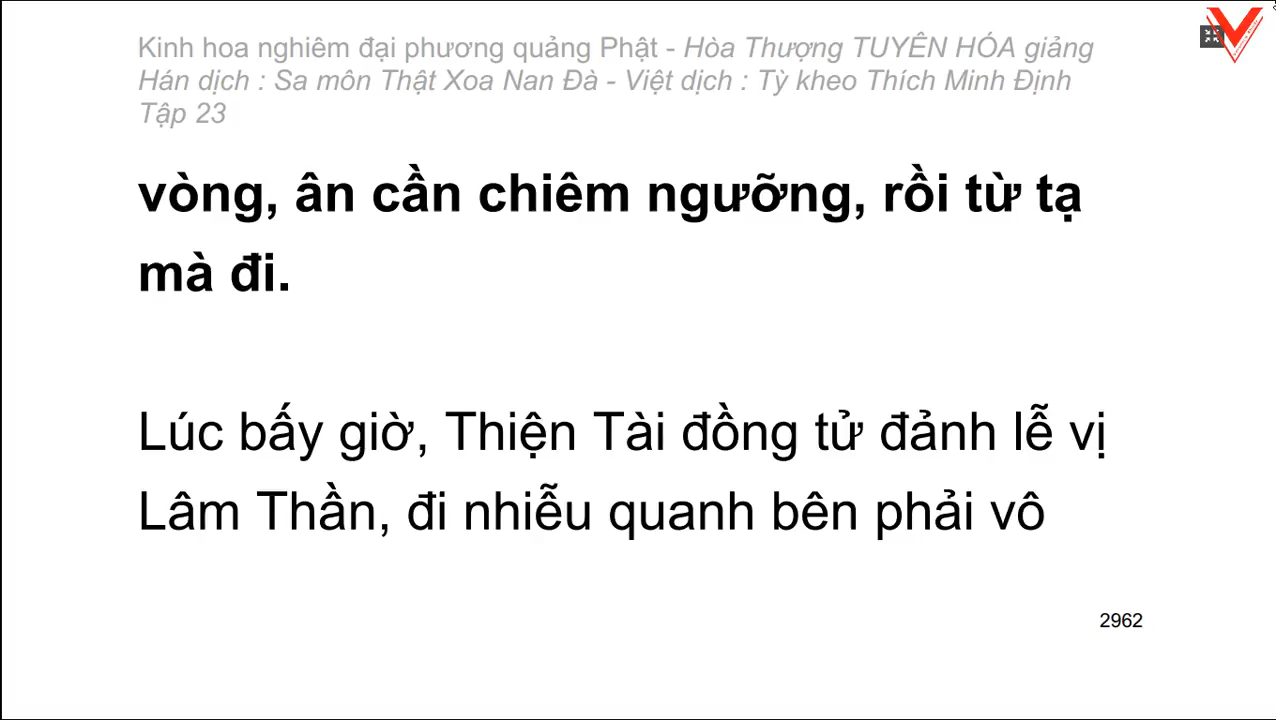 Kinh hoa nghiêm đại phương quảng Phật - Hòa Thượng TUYÊN HÓA giảng
Hán dịch : Sa môn Thật Xoa Nan Đà - Việt dịch : Tỳ kheo Thích Minh Định
Tập 23
vòng, ân cần chiêm ngưỡng, rồi từ tạ
mà đi.
Lúc bấy giờ, Thiện Tài đồng tử đảnh lễ vị
Lâm Thần, đi nhiễu quanh bên phải vô
2962